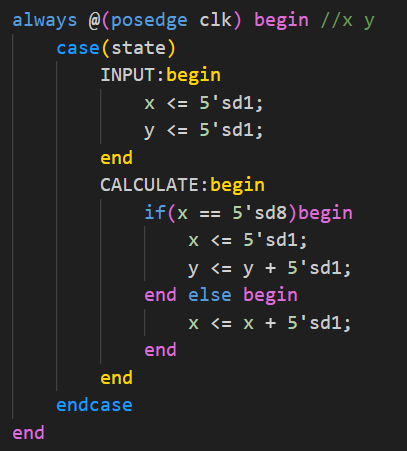 always @(posedge clk) begin //x y
    case(state)
        INPUT:begin
            x <= 5'sd1;
            y <= 5'sd1;
        end
        CALCULATE:begin
            if(x == 5'sd8)begin
                x <= 5'sd1;
                y <= y + 5'sd1;
            end else begin
                x <= x + 5'sd1;
            end
        end
    endcase
end